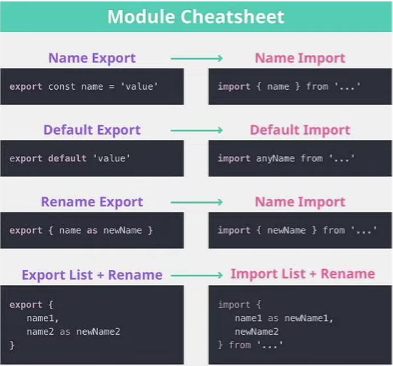 Module Cheatsheet
Name Export
Name Import
export const name = 'value'
import { name } from '...'
Default Export
Default Import
export default 'value'
import anyName from '...'
Rename Export
Name Import
export { name as newName }
import { newName } from '...'
Export List + Rename
Import List + Rename
export {
name1,
name2 as newName2
}
import {
name1 as newName1,
newName2
} from '...'